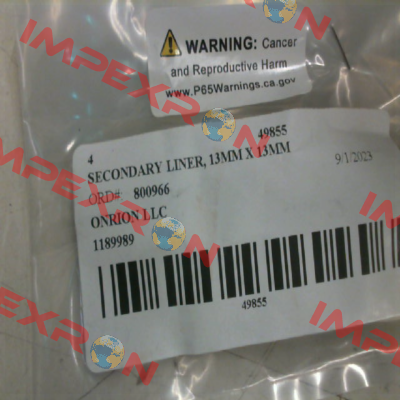 WARNING: Cancer
and Reproductive Harm
www.P65Warnings.ca.gov
4 49855
SECONDARY LINER, 13MM X 13MM 9/1/2023
ORD#: 800966
ONRION LLC
1189989
49855
IMPEXRON
IMPEXRON